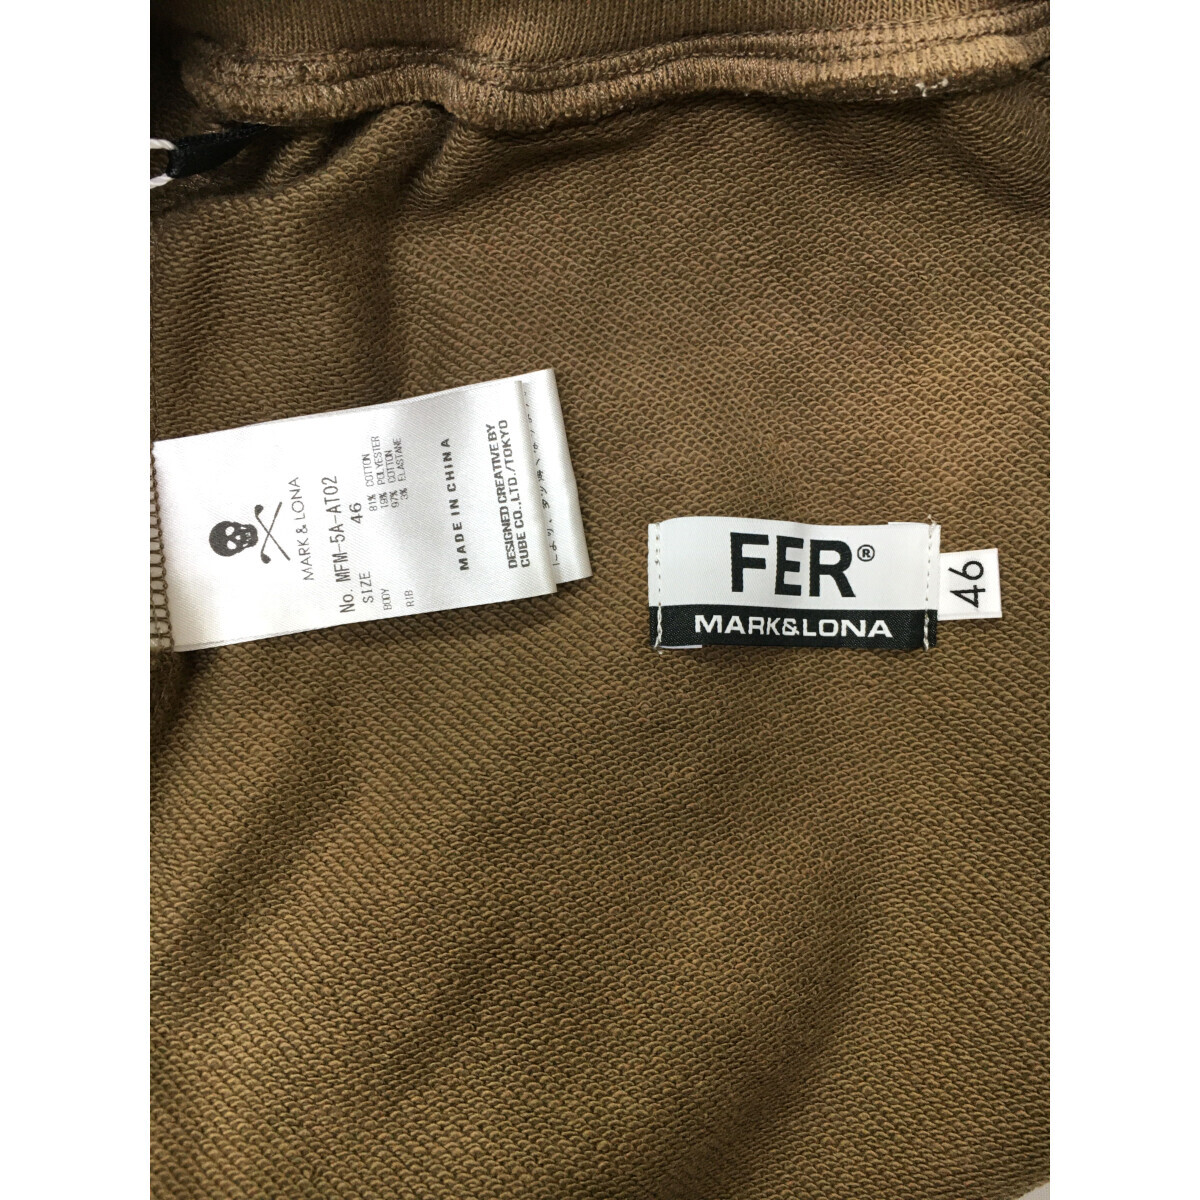 MARK & LONA
No. MFM-5A-AT02
SIZE 46
BODY 81% COTTON
19% POLYESTER
RIB 97% COTTON
3% ELASTANE
MADE IN CHINA
DESIGNED CREATIVE BY
CUBE CO.,LTD./TOKYO
FER®
MARK&LONA
46